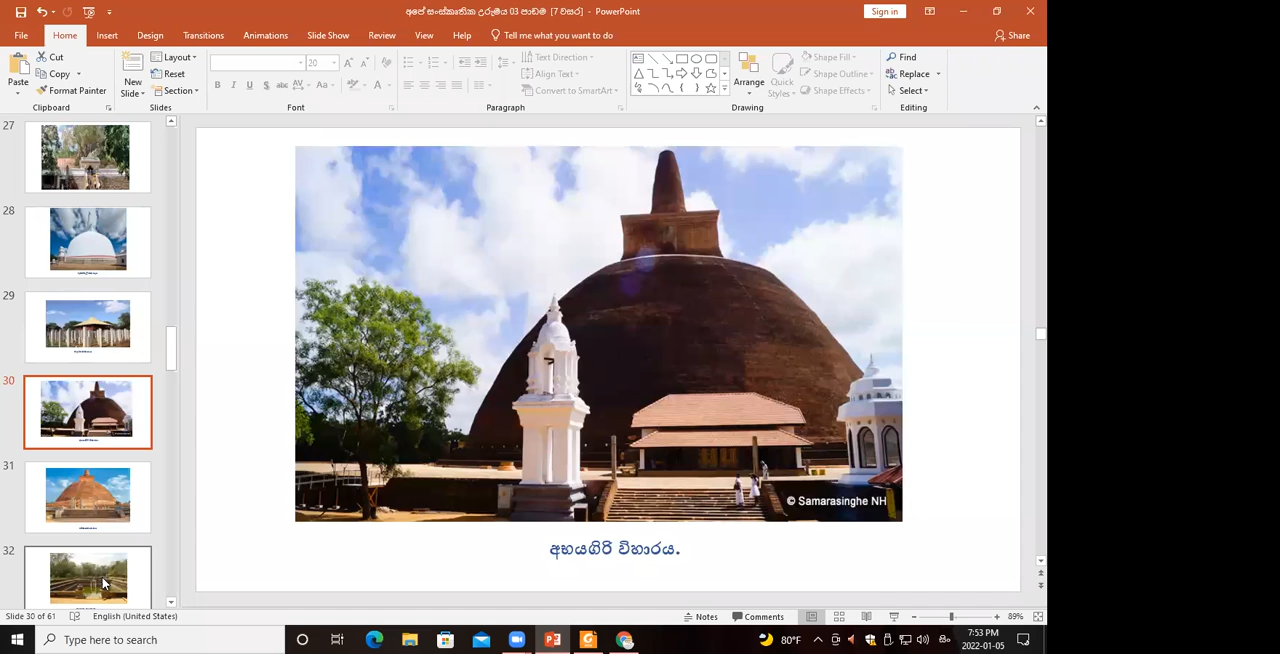 අපේ සංස්කෘතික උරුමය 03 පාඩම [7 වසර] - PowerPoint
Sign in
File Home Insert Design Transitions Animations Slide Show Review View Help Tell me what you want to do Share
Paste
Cut
Copy
Format Painter
Clipboard
New Slide
Layout
Reset
Section
Slides
20
B I U S abc AV Aa A
Font
Text Direction
Align Text
Convert to SmartArt
Paragraph
Arrange
Quick Styles
Shape Fill
Shape Outline
Shape Effects
Drawing
Find
Replace
Select
Editing
27
28
29
30
31
32
© Samarasinghe NH
අභයගිරි විහාරය.
Slide 30 of 61 English (United States) Notes Comments 89%
Type here to search
80°F
7:53 PM
2022-01-05